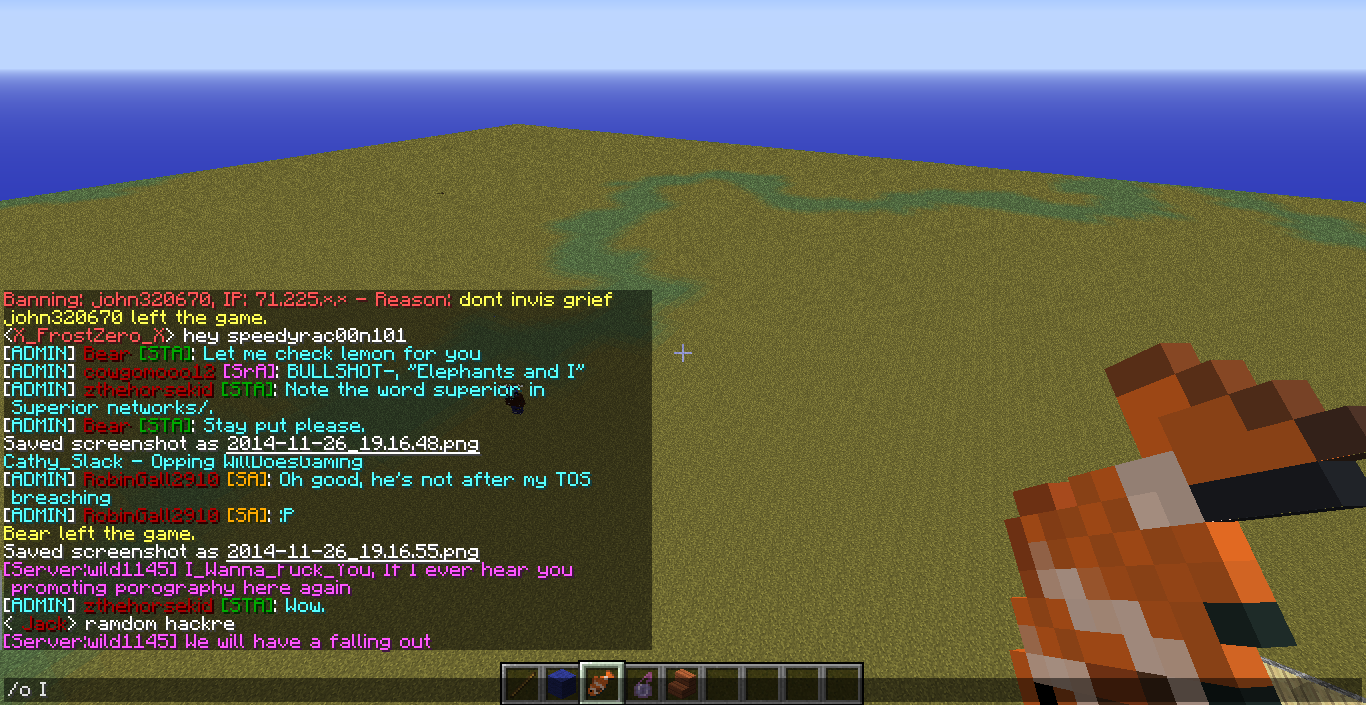 Banning: john320670, IP: 71.225.x.x - Reason: dont invis grief
john320670 left the game.
<X_FrostZero_X> hey speedyrac00n101
[ADMIN] Bear [STA]: Let me check lemon for you
[ADMIN] cowgomooo12 [SrA]: BULLSHOT-, "Elephants and I"
[ADMIN] zthehorsekid [STA]: Note the word superior in
Superior networks/.
[ADMIN] Bear [STA]: Stay put please.
Saved screenshot as 2014-11-26_19.16.48.png
Cathy_Slack - Opping WillDoesGaming
[ADMIN] RobinGall2910 [SA]: Oh good, he's not after my TOS
breaching
[ADMIN] RobinGall2910 [SA]: :P
Bear left the game.
Saved screenshot as 2014-11-26_19.16.55.png
[Server:wild1145] I_Wanna_Fuck_You, If I ever hear you
promoting porography here again
[ADMIN] zthehorsekid [STA]: Wow.
< Jack> ramdom hackre
[Server:wild1145] We will have a falling out
/o I